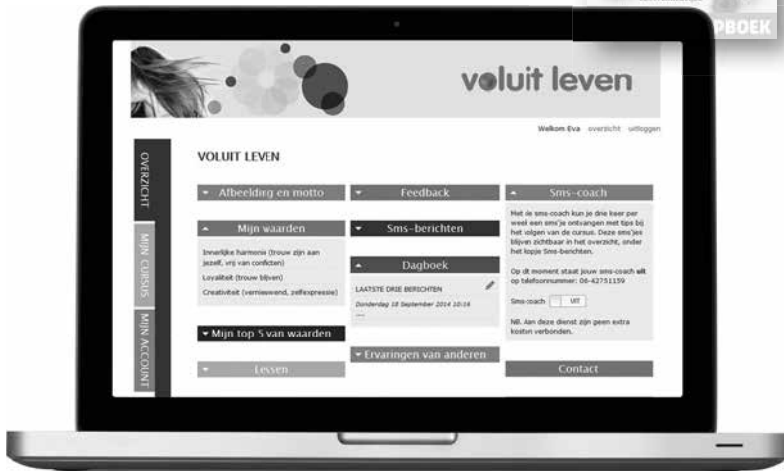 PBOEK
voluit leven
Welkom Eva overzicht uitloggen
OVERZICHT
MIJN CURSUS
MIJN ACCOUNT
VOLUIT LEVEN
Afbeelding en motto
Mijn waarden
Innerlijke harmonie (trouw zijn aan
jezelf, vrij van conflicten)
Loyaliteit (trouw blijven)
Creativiteit (vernieuwend, zelfexpressie)
Mijn top 5 van waarden
Lessen
Feedback
Sms-berichten
Dagboek
LAATSTE DRIE BERICHTEN
Donderdag 18 September 2014 10:16
----
Ervaringen van anderen
Sms-coach
Met de sms-coach kun je drie keer per
week een sms'je ontvangen met tips bij
het volgen van de cursus. Deze sms'jes
blijven zichtbaar in het overzicht, onder
het kopje Sms-berichten.
Op dit moment staat jouw sms-coach uit
op telefoonnummer: 06-42751159
Sms-coach UIT
NB. Aan deze dienst zijn geen extra
kosten verbonden.
Contact